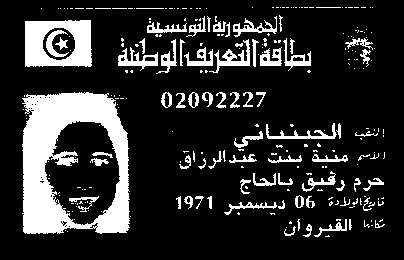 الجمهورية التونسية
بطاقة التعريف الوطنية
02092227
اللقب الجبنياني
الاسم منية بنت عبدالرزاق
حرم رفيق بالحاج
تاريخ الولادة 06 ديسمبر 1971
مكانها القيروان